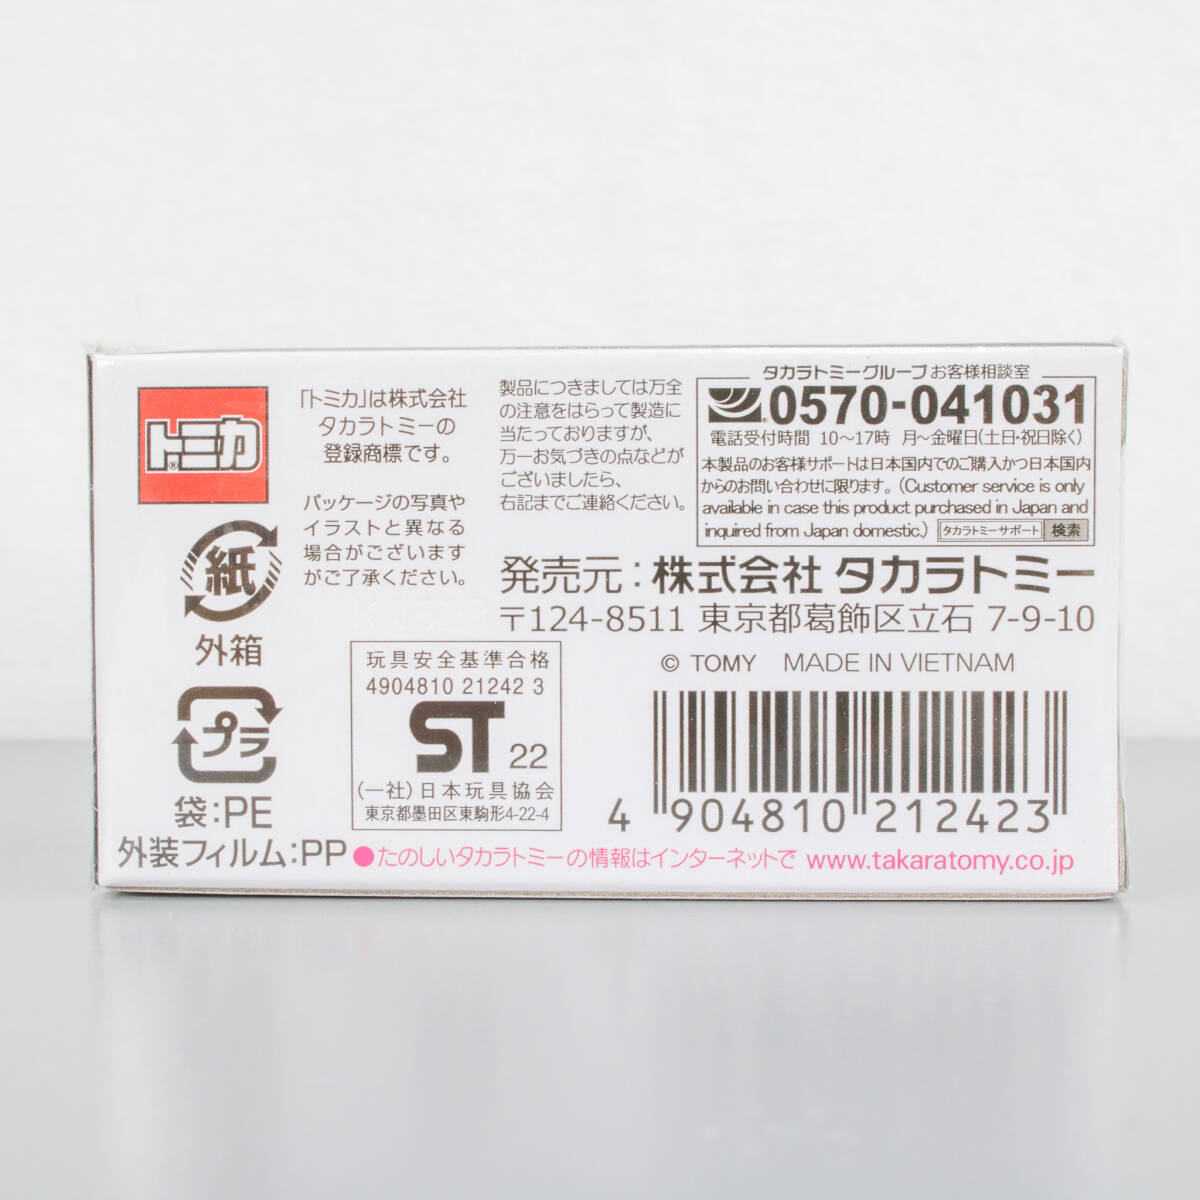 トミカ®
「トミカ」は株式会社
タカラトミーの
登録商標です。
パッケージの写真や
イラストと異なる
場合がございます
がご了承ください。
製品につきましては万全
の注意をはらって製造に
当たっておりますが、
万一お気づきの点などが
ございましたら、
右記までご連絡ください。
タカラトミーグループ お客様相談室
0570-041031
電話受付時間 10〜17時 月〜金曜日(土日・祝日除く)
本製品のお客様サポートは日本国内でのご購入かつ日本国内
からのお問い合わせに限ります。(Customer service is only
available in case this product purchased in Japan and
inquired from Japan domestic.) タカラトミーサポート 検索
発売元：株式会社 タカラトミー
〒124-8511 東京都葛飾区立石 7-9-10
© TOMY MADE IN VIETNAM
紙
外箱
プラ
袋：PE
外装フィルム：PP
玩具安全基準合格
4904810 21242 3
ST 22
(一社)日本玩具協会
東京都墨田区東駒形4-22-4
4 904810 212423
●たのしいタカラトミーの情報はインターネットで www.takaratomy.co.jp